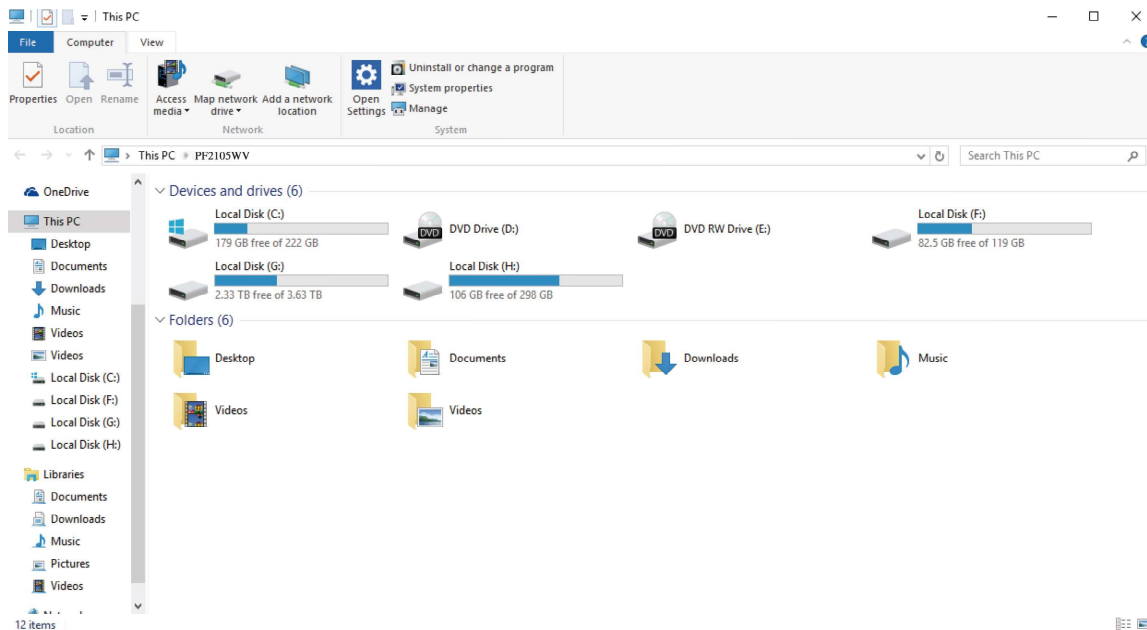 This PC
File Computer View
Properties Open Rename Access media Map network drive Add a network location Open Settings Uninstall or change a program
System properties
Manage
Location Network System
This PC PF2105WV Search This PC
OneDrive
This PC
Desktop
Documents
Downloads
Music
Videos
Videos
Local Disk (C:)
Local Disk (F:)
Local Disk (G:)
Local Disk (H:)
Libraries
Documents
Downloads
Music
Pictures
Videos
Devices and drives (6)
Local Disk (C:)
179 GB free of 222 GB
DVD
DVD Drive (D:)
DVD
DVD RW Drive (E:)
Local Disk (F:)
82.5 GB free of 119 GB
Local Disk (G:)
2.33 TB free of 3.63 TB
Local Disk (H:)
106 GB free of 298 GB
Folders (6)
Desktop
Documents
Downloads
Music
Videos
Videos
12 items